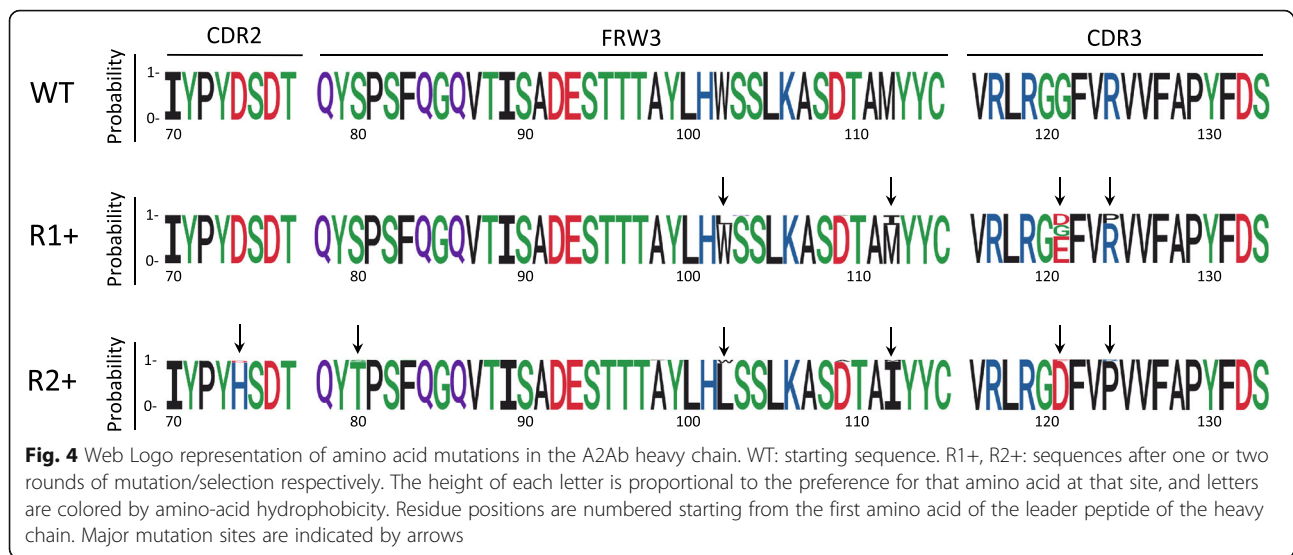 CDR2 FRW3 CDR3
WT Probability 1- 0- IYPYDSDT QYSPSFQGQVTISADESTTTAYLHWSSLKASDTAMYYC VRLRGGFVRVVFAPYFDS
70 80 90 100 110 120 130
R1+ Probability 1- 0- IYPYDSDT QYSPSFQGQVTISADESTTTAYLHWSSLKASDTAMYYC VRLRGEFVRVVFAPYFDS
I D G P
70 80 90 100 110 120 130
R2+ Probability 1- 0- IYPYHSDT QYTPSFQGQVTISADESTTTAYLHLSSLKASDTAIYYC VRLRGDFVPVVFAPYFDS
70 80 90 100 110 120 130
Fig. 4 Web Logo representation of amino acid mutations in the A2Ab heavy chain. WT: starting sequence. R1+, R2+: sequences after one or two
rounds of mutation/selection respectively. The height of each letter is proportional to the preference for that amino acid at that site, and letters
are colored by amino-acid hydrophobicity. Residue positions are numbered starting from the first amino acid of the leader peptide of the heavy
chain. Major mutation sites are indicated by arrows